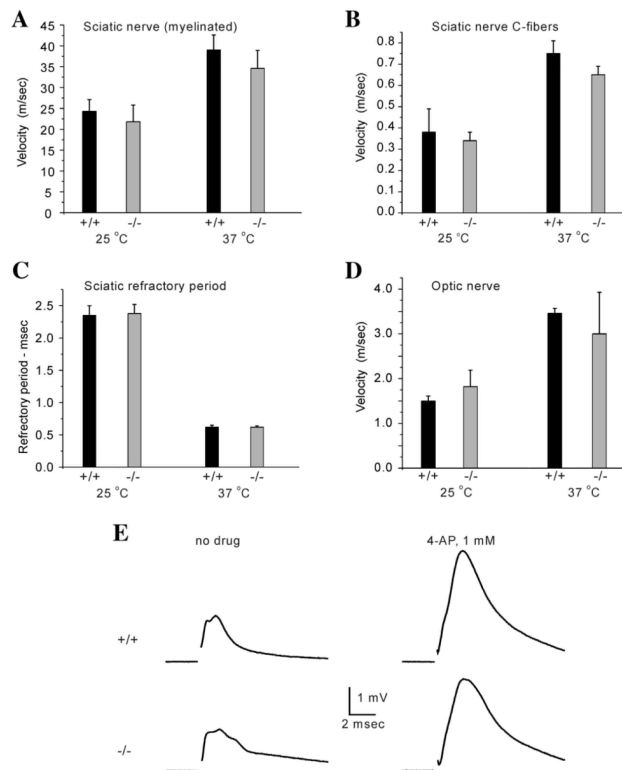 A
Sciatic nerve (myelinated)
Velocity (m/sec)
45
40
35
30
25
20
15
10
5
0
+/+ -/- +/+ -/-
25 °C 37 °C
B
Sciatic nerve C-fibers
Velocity (m/sec)
0.8
0.7
0.6
0.5
0.4
0.3
0.2
0.1
0.0
+/+ -/- +/+ -/-
25 °C 37 °C
C
Sciatic refractory period
Refrectory period - msec
2.5
2.0
1.5
1.0
0.5
0.0
+/+ -/- +/+ -/-
25 °C 37 °C
D
Optic nerve
Velocity (m/sec)
4.0
3.0
2.0
1.0
0.0
+/+ -/- +/+ -/-
25 °C 37 °C
E
no drug 4-AP, 1 mM
+/+
1 mV
2 msec
-/-